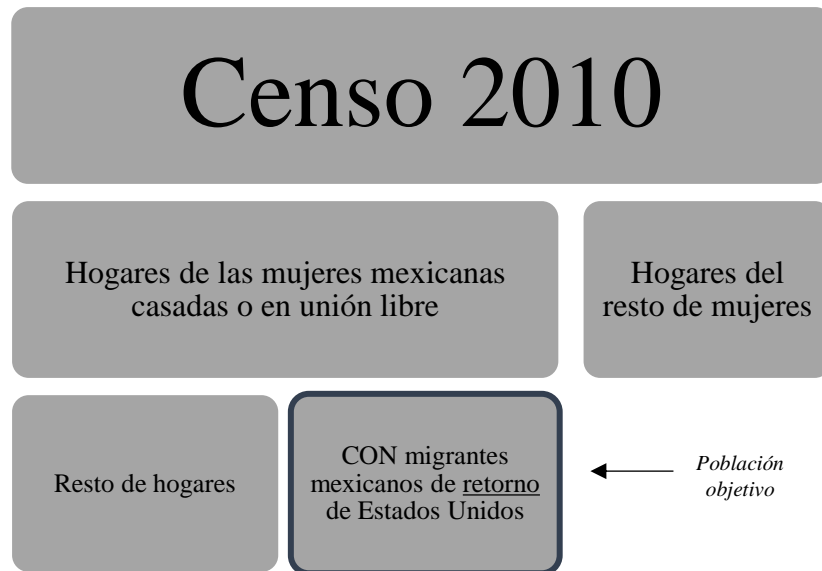 Censo 2010
Hogares de las mujeres mexicanas
casadas o en unión libre
Hogares del
resto de mujeres
Resto de hogares
CON migrantes
mexicanos de retorno
de Estados Unidos
Población
objetivo